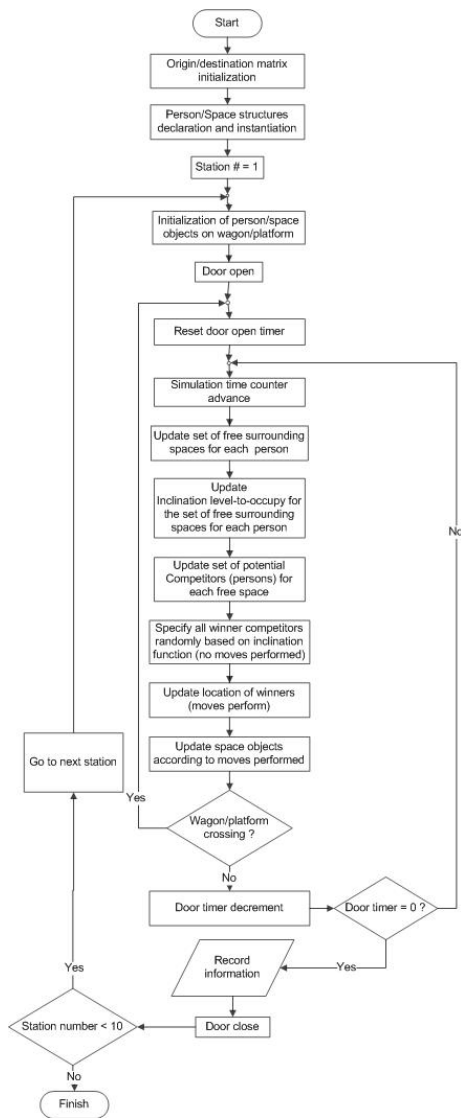 Start
Origin/destination matrix
initialization
Person/Space structures
declaration and instantiation
Station # = 1
Initialization of person/space
objects on wagon/platform
Door open
Reset door open timer
Simulation time counter
advance
Update set of free surrounding
spaces for each person
Update
Inclination level-to-occupy for
the set of free surrounding
spaces for each person
No
Update set of potential
Competitors (persons) for
each free space
Specify all winner competitors
randomly based on inclination
function (no moves performed)
Update location of winners
(moves perform)
Update space objects
according to moves performed
Go to next station
Yes
Wagon/platform
crossing ?
No
Door timer decrement
Door timer = 0 ?
Yes
Record
information
Door close
Yes
Station number < 10
No
Finish